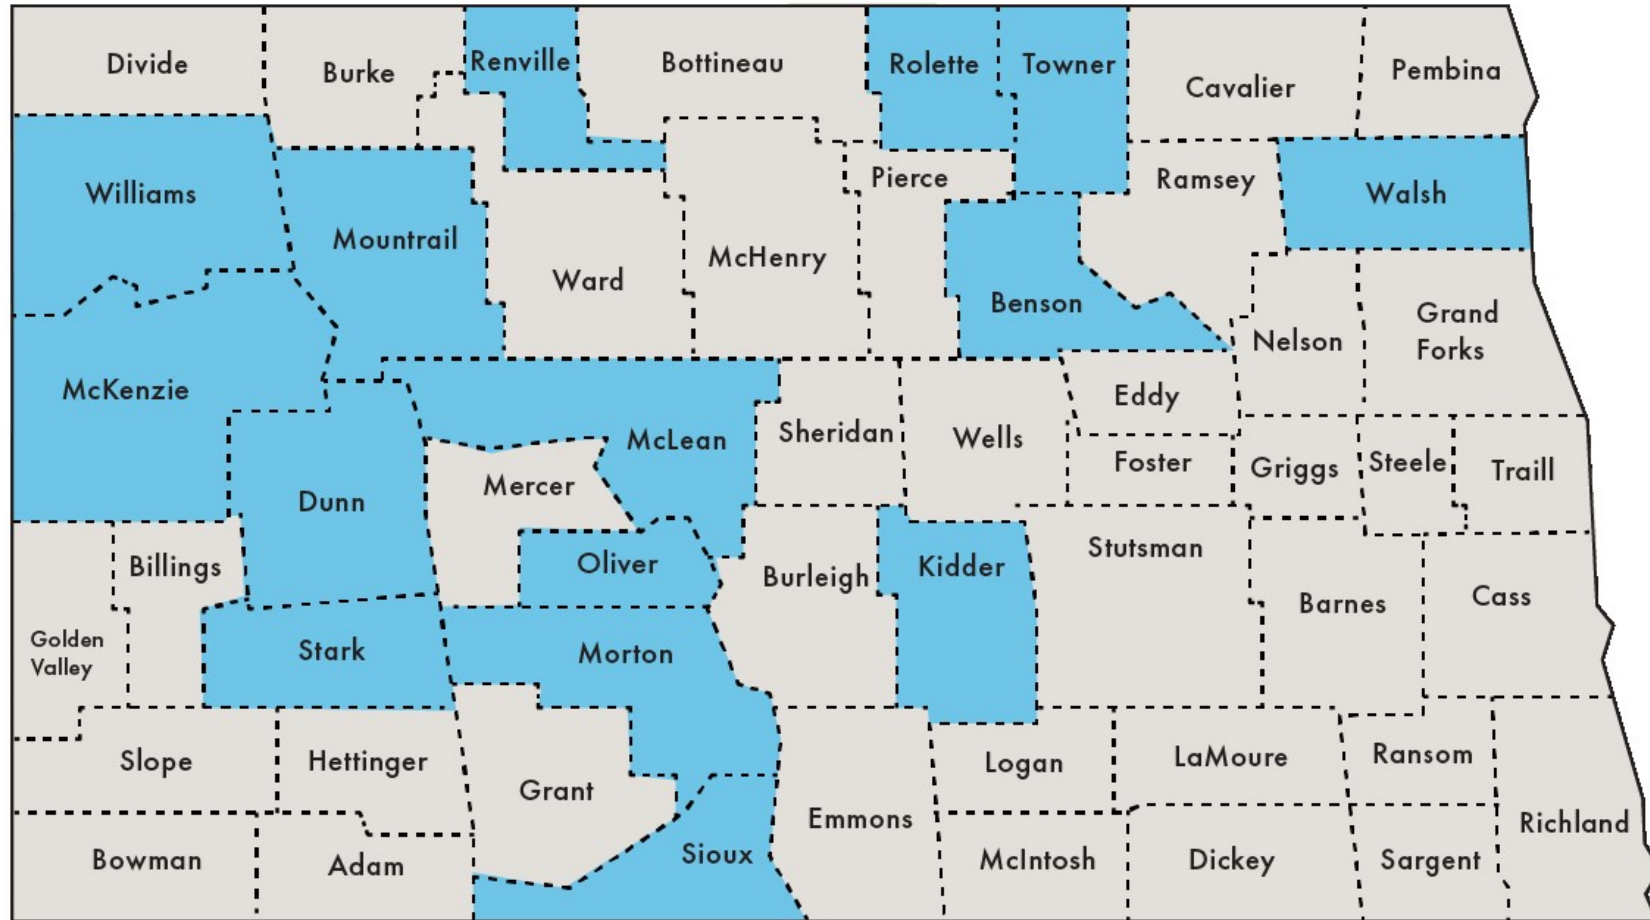 Divide
Burke
Renville
Bottineau
Rolette
Towner
Cavalier
Pembina
Williams
Mountrail
Ward
McHenry
Pierce
Benson
Ramsey
Walsh
Nelson
Grand
Forks
McKenzie
Dunn
Mercer
McLean
Sheridan
Wells
Eddy
Foster
Griggs
Steele
Traill
Billings
Golden
Valley
Stark
Oliver
Morton
Burleigh
Kidder
Stutsman
Barnes
Cass
Slope
Hettinger
Grant
Emmons
Logan
LaMoure
Ransom
Richland
Bowman
Adam
Sioux
McIntosh
Dickey
Sargent